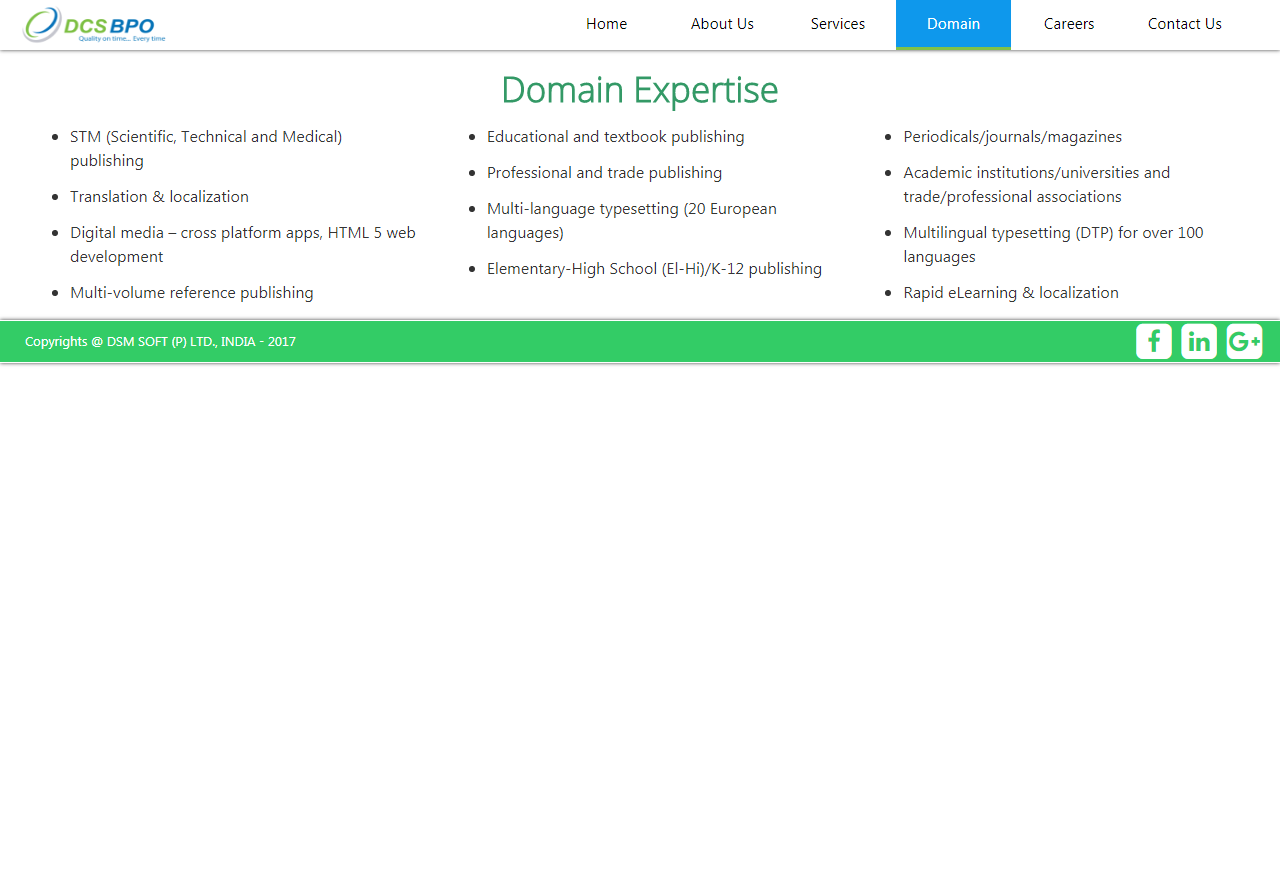 DCS BPO
Quality on time... Every time
Home
About Us
Services
Domain
Careers
Contact Us
Domain Expertise
STM (Scientific, Technical and Medical)
publishing
Translation & localization
Digital media – cross platform apps, HTML 5 web
development
Multi-volume reference publishing
Educational and textbook publishing
Professional and trade publishing
Multi-language typesetting (20 European
languages)
Elementary-High School (El-Hi)/K-12 publishing
Periodicals/journals/magazines
Academic institutions/universities and
trade/professional associations
Multilingual typesetting (DTP) for over 100
languages
Rapid eLearning & localization
Copyrights @ DSM SOFT (P) LTD., INDIA - 2017
f
in
G+